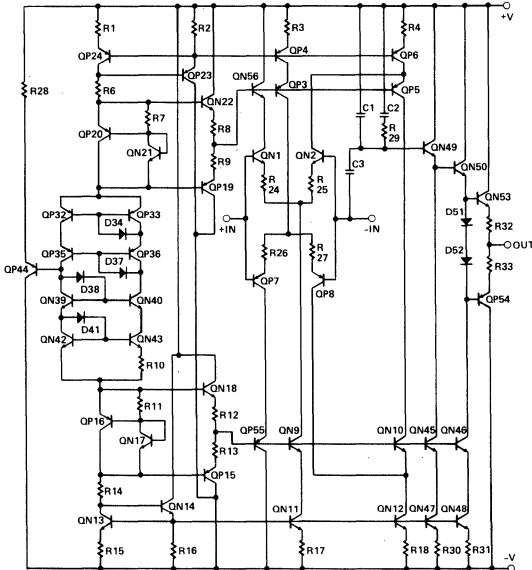 +V
R1
R2
R3
R4
QP24
QP23
QP4
QP6
R28
R6
QN56
QP3
QP5
QN22
C1
C2
R7
R8
R
29
QP20
QN21
QN1
QN2
QN49
R9
C3
QN50
QP19
R
24
R
25
QN53
QP32
QP33
D51
R32
D34
+IN
-IN
OUT
QP35
QP36
R26
R
27
D52
R33
D37
QP44
D38
QP7
QP8
QP54
QN39
QN40
D41
QN42
QN43
R10
QN18
R11
R12
QP16
QN17
R13
QP55
QN9
QN10
QN45
QN46
QP15
R14
QN14
QN11
QN12
QN47
QN48
QN13
R15
R16
R17
R18
R30
R31
-V